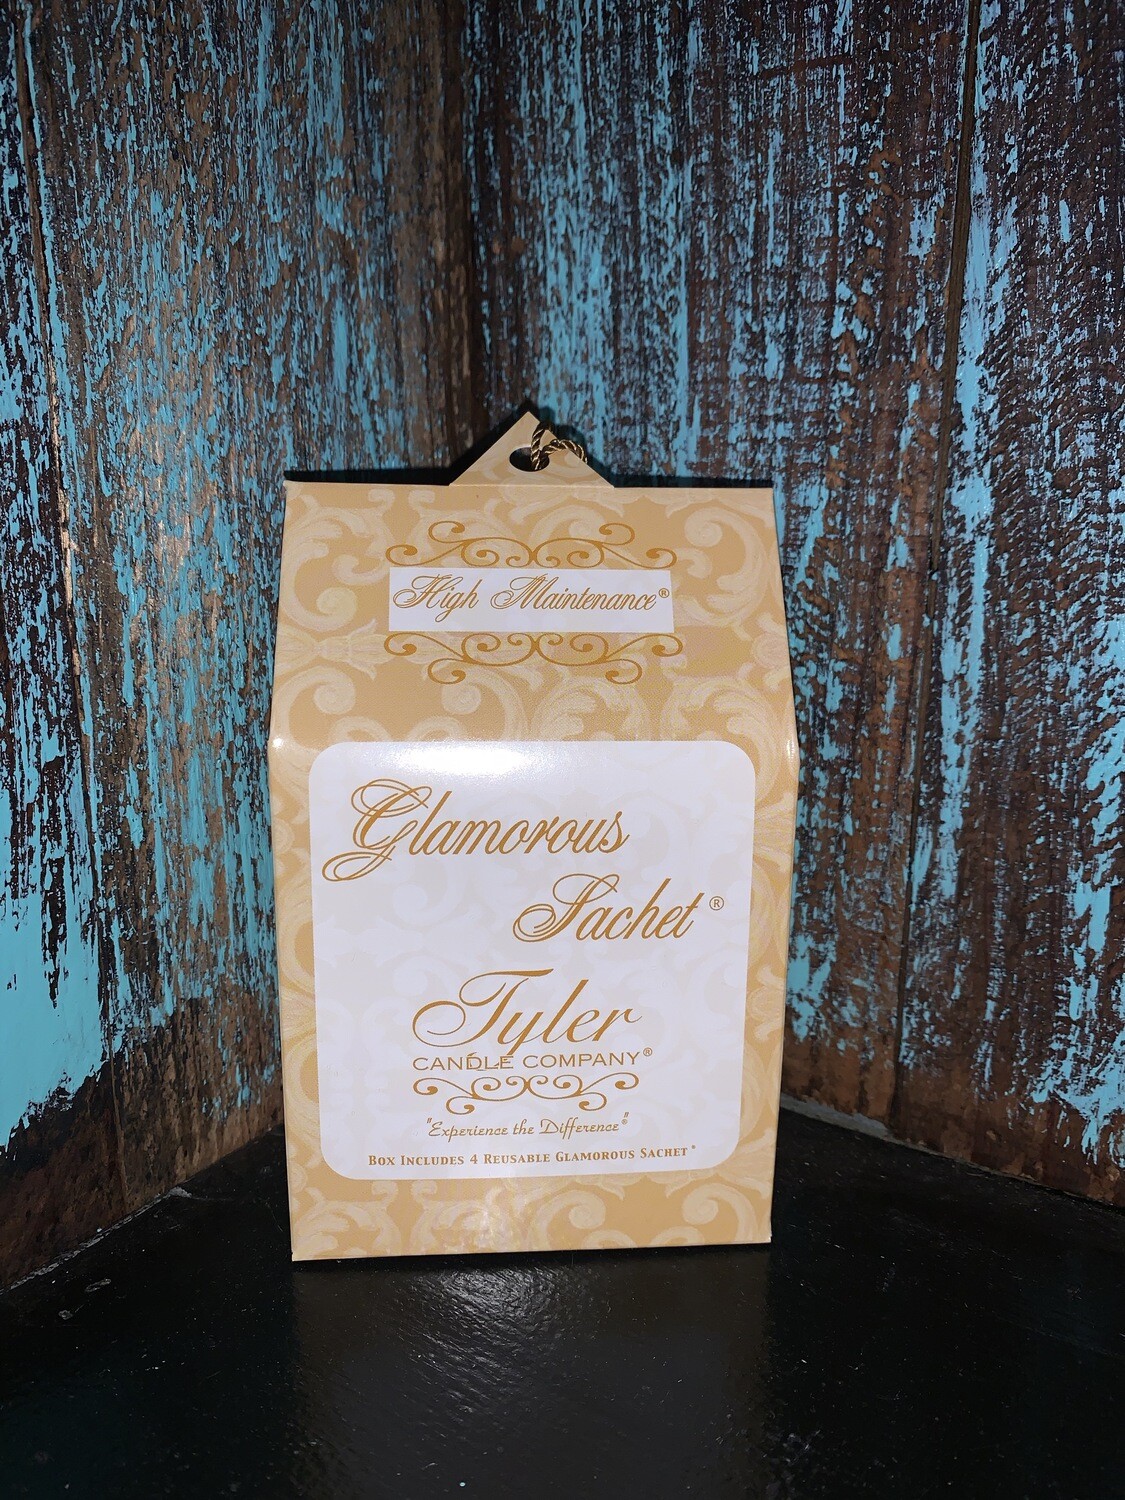 High Maintenance®
Glamorous
Sachet®
Tyler
CANDLE COMPANY®
"Experience the Difference"®
BOX INCLUDES 4 REUSABLE GLAMOROUS SACHET®